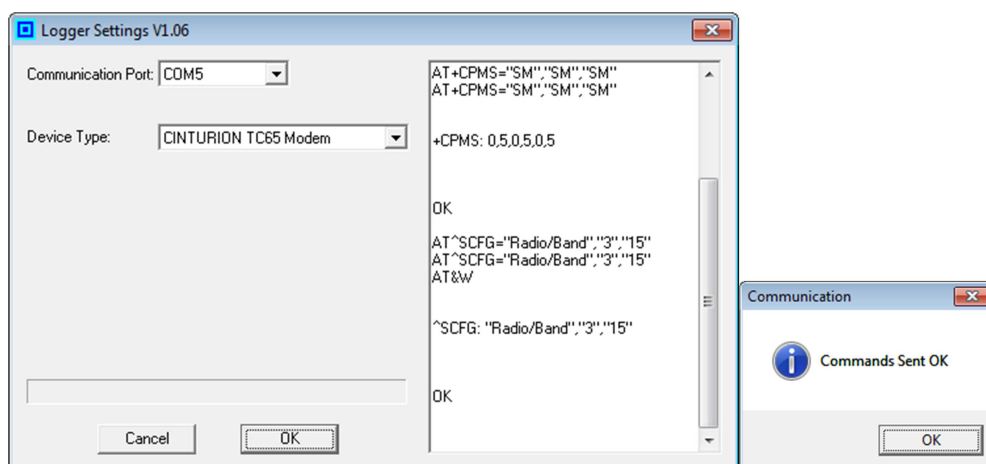 Logger Settings V1.06
Communication Port: COM5
Device Type: CINTURION TC65 Modem
Cancel
OK
AT+CPMS="SM","SM","SM"
AT+CPMS="SM","SM","SM"
+CPMS: 0,5,0,5,0,5
OK
AT^SCFG="Radio/Band","3","15"
AT^SCFG="Radio/Band","3","15"
AT&W
^SCFG: "Radio/Band","3","15"
OK
Communication
Commands Sent OK
OK